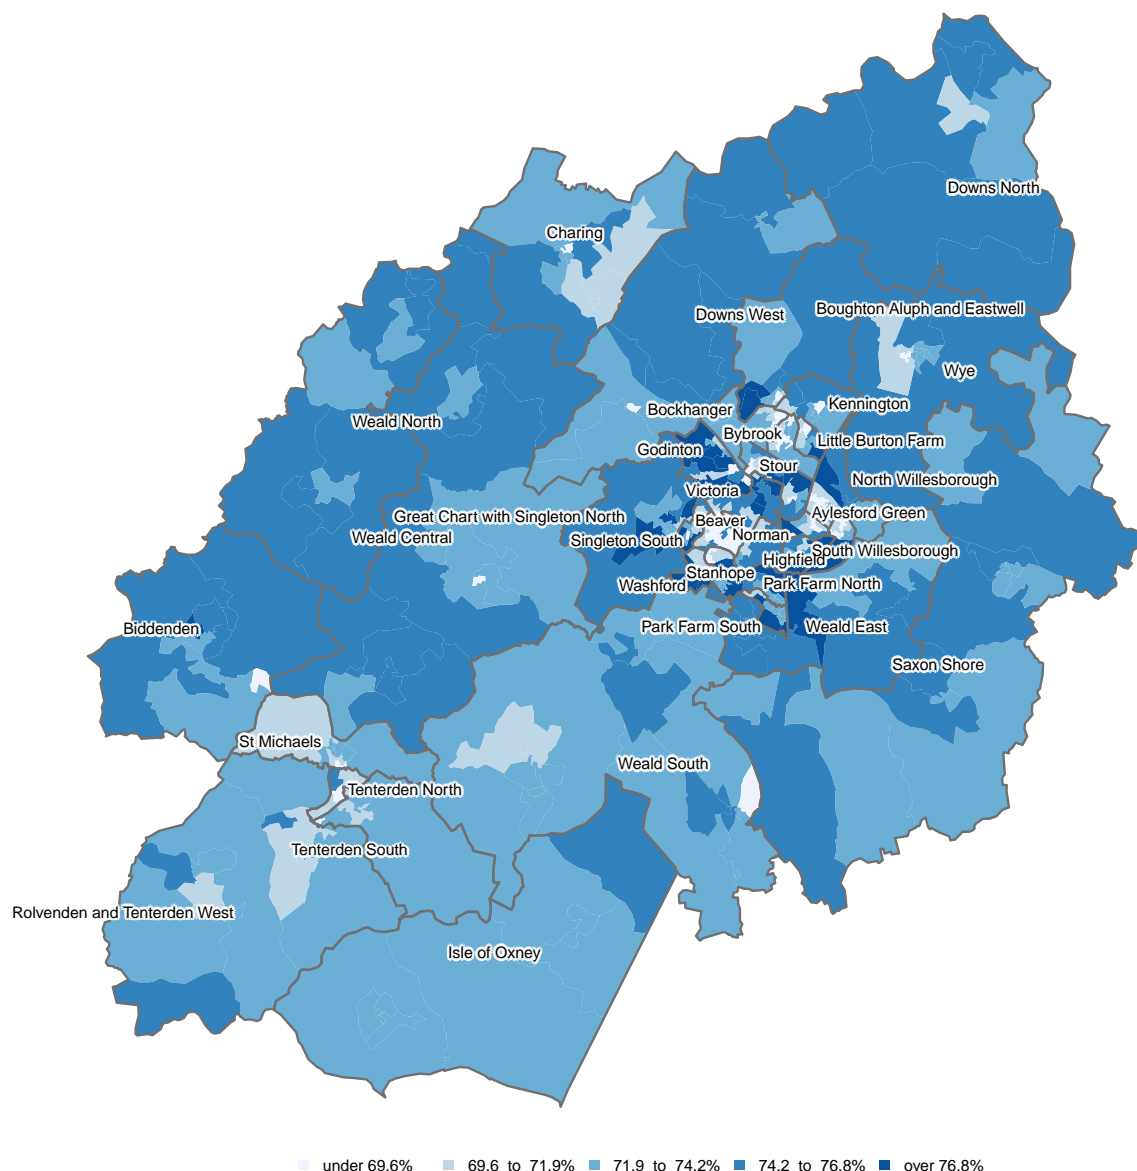 Downs North
Charing
Boughton Aluph and Eastwell
Downs West
Wye
Kennington
Bockhanger
Weald North
Bybrook
Little Burton Farm
Godinton
Stour
North Willesborough
Victoria
Aylesford Green
Great Chart with Singleton North
Beaver
Norman
Weald Central
Singleton South
South Willesborough
Highfield
Stanhope
Washford
Park Farm North
Biddenden
Park Farm South
Weald East
Saxon Shore
St Michaels
Weald South
Tenterden North
Tenterden South
Rolvenden and Tenterden West
Isle of Oxney
under 69.6% 69.6 to 71.9% 71.9 to 74.2% 74.2 to 76.8% over 76.8%